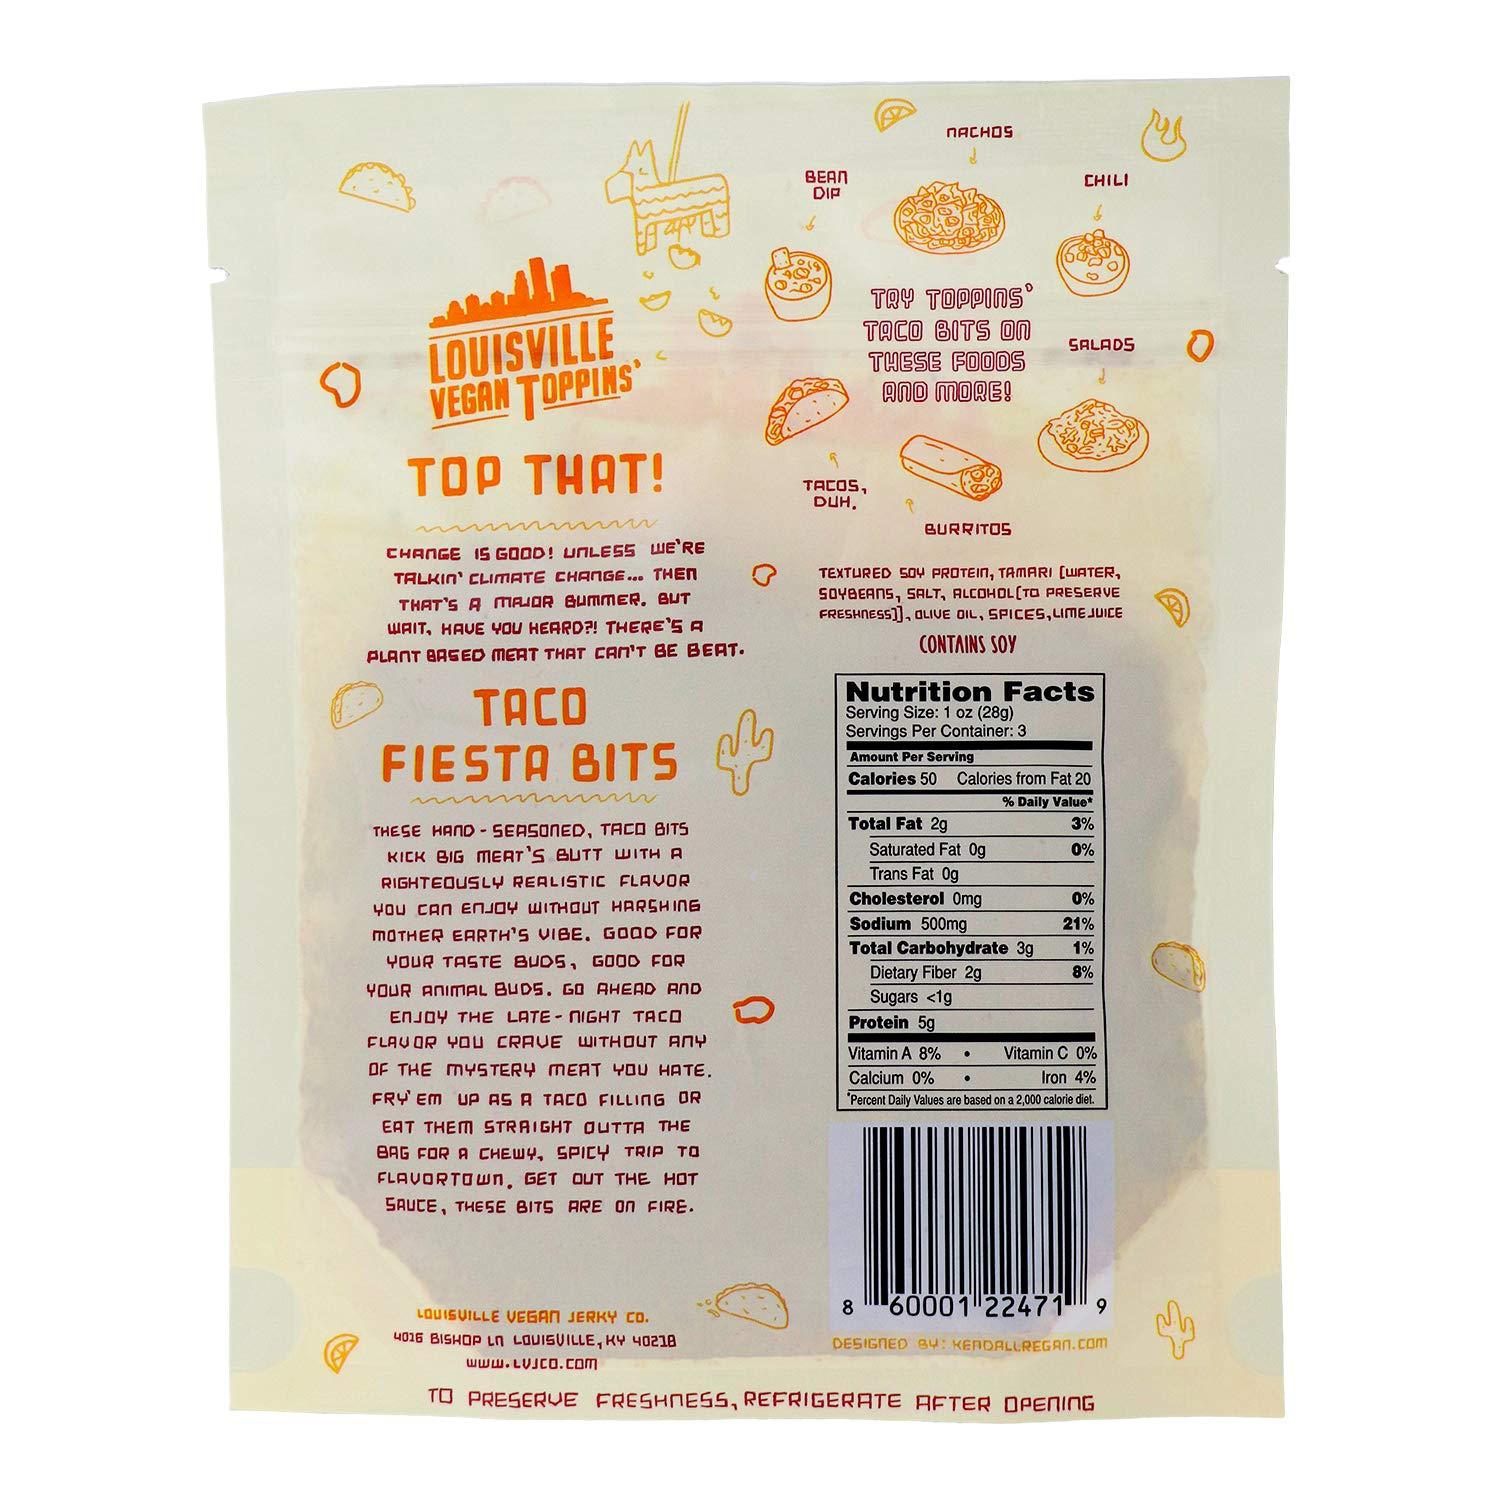 LOUISVILLE
VEGAN TOPPINS'
TOP THAT!
CHANGE IS GOOD! UNLESS WE'RE
TALKIN' CLIMATE CHANGE... THEN
THAT'S A MAJOR BUMMER. BUT
WAIT, HAVE YOU HEARD?! THERE'S A
PLANT BASED MEAT THAT CAN'T BE BEAT.
TACO
FIESTA BITS
THESE HAND-SEASONED, TACO BITS
KICK BIG MEAT'S BUTT WITH A
RIGHTEOUSLY REALISTIC FLAVOR
YOU CAN ENJOY WITHOUT HARSHING
MOTHER EARTH'S VIBE. GOOD FOR
YOUR TASTE BUDS, GOOD FOR
YOUR ANIMAL BUDS. GO AHEAD AND
ENJOY THE LATE-NIGHT TACO
FLAVOR YOU CRAVE WITHOUT ANY
OF THE MYSTERY MEAT YOU HATE.
FRY'EM UP AS A TACO FILLING OR
EAT THEM STRAIGHT OUTTA THE
BAG FOR A CHEWY, SPICY TRIP TO
FLAVORTOWN. GET OUT THE HOT
SAUCE, THESE BITS ARE ON FIRE.
LOUISVILLE VEGAN JERKY CO.
4016 BISHOP LN LOUISVILLE, KY 40218
WWW.LVJCO.COM
NACHOS
BEAN
DIP
CHILI
TRY TOPPINS'
TACO BITS ON
THESE FOODS
AND MORE!
SALADS
TACOS,
DUH.
BURRITOS
TEXTURED SOY PROTEIN, TAMARI [WATER,
SOYBEANS, SALT, ALCOHOL[TO PRESERVE
FRESHNESS]], OLIVE OIL, SPICES, LIME JUICE
CONTAINS SOY
Nutrition Facts
Serving Size: 1 oz (28g)
Servings Per Container: 3
Amount Per Serving
Calories 50 Calories from Fat 20
% Daily Value*
Total Fat 2g 3%
Saturated Fat 0g 0%
Trans Fat 0g
Cholesterol 0mg 0%
Sodium 500mg 21%
Total Carbohydrate 3g 1%
Dietary Fiber 2g 8%
Sugars <1g
Protein 5g
Vitamin A 8% • Vitamin C 0%
Calcium 0% • Iron 4%
*Percent Daily Values are based on a 2,000 calorie diet.
8 60001 22471 9
DESIGNED BY: KENDALLREGAN.COM
TO PRESERVE FRESHNESS, REFRIGERATE AFTER OPENING